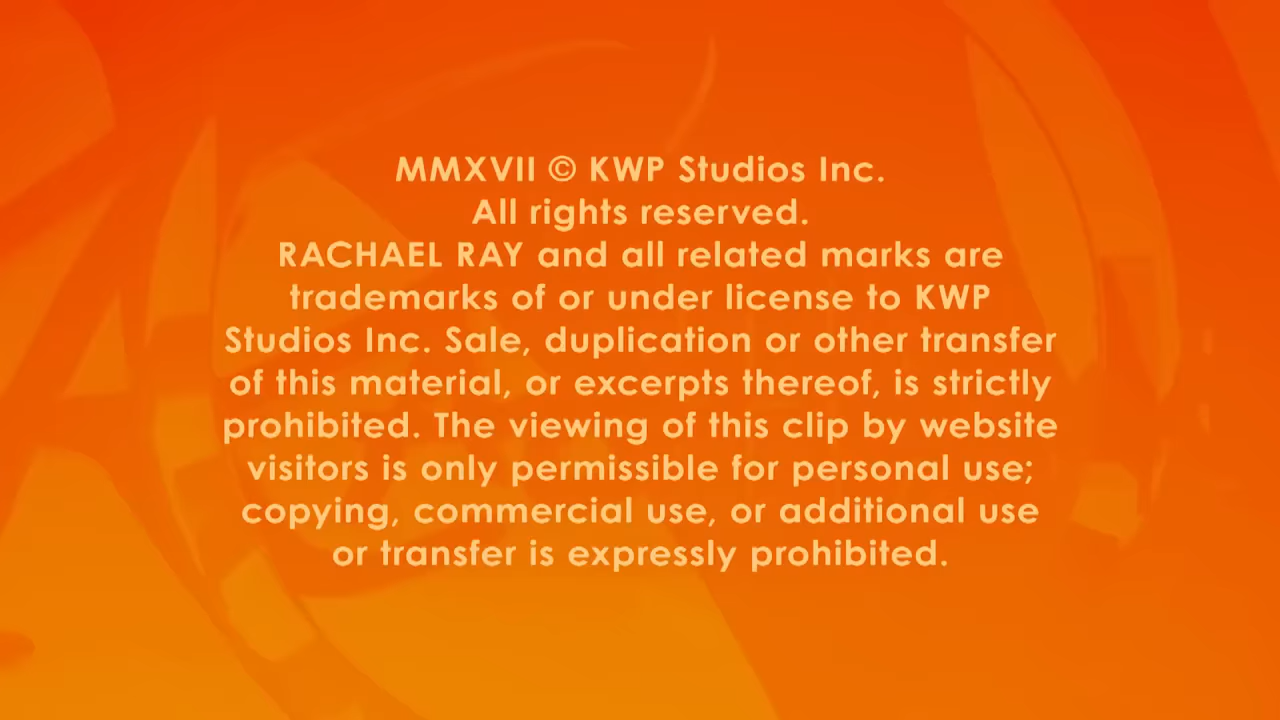 MMXVII © KWP Studios Inc.
All rights reserved.
RACHAEL RAY and all related marks are
trademarks of or under license to KWP
Studios Inc. Sale, duplication or other transfer
of this material, or excerpts thereof, is strictly
prohibited. The viewing of this clip by website
visitors is only permissible for personal use;
copying, commercial use, or additional use
or transfer is expressly prohibited.